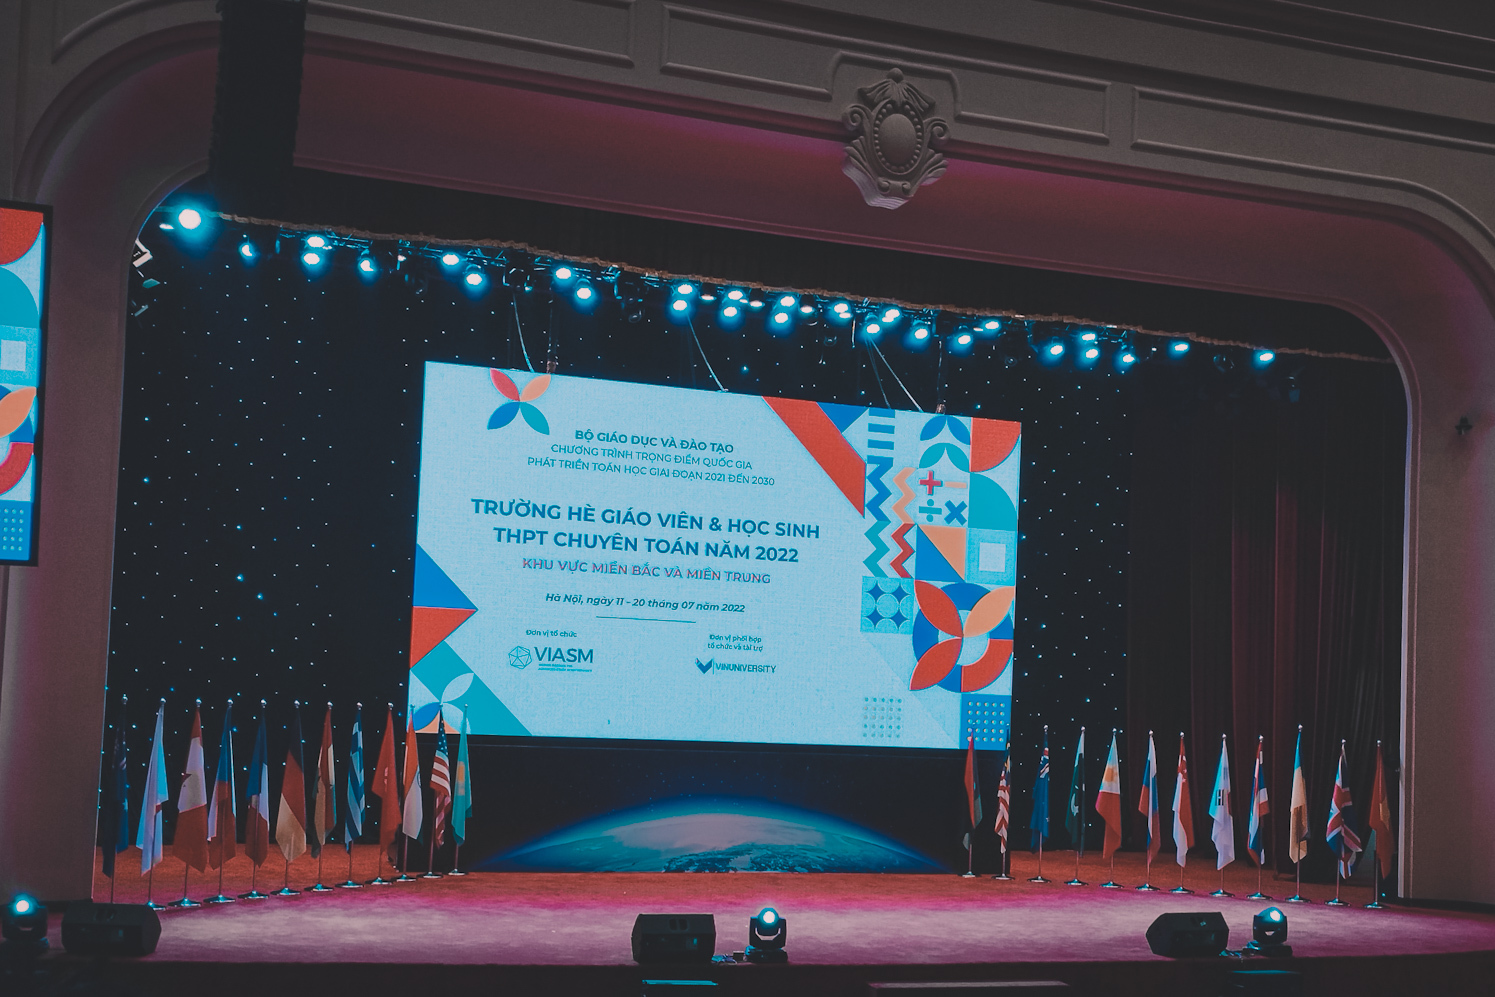 BỘ GIÁO DỤC VÀ ĐÀO TẠO
CHƯƠNG TRÌNH TRỌNG ĐIỂM QUỐC GIA
PHÁT TRIỂN TOÁN HỌC GIAI ĐOẠN 2021 ĐẾN 2030
TRƯỜNG HÈ GIÁO VIÊN & HỌC SINH
THPT CHUYÊN TOÁN NĂM 2022
KHU VỰC MIỀN BẮC VÀ MIỀN TRUNG
Hà Nội, ngày 11 - 20 tháng 07 năm 2022
Đơn vị tổ chức
VIASM
Đơn vị phối hợp
tổ chức và tài trợ
VINUNIVERSITY